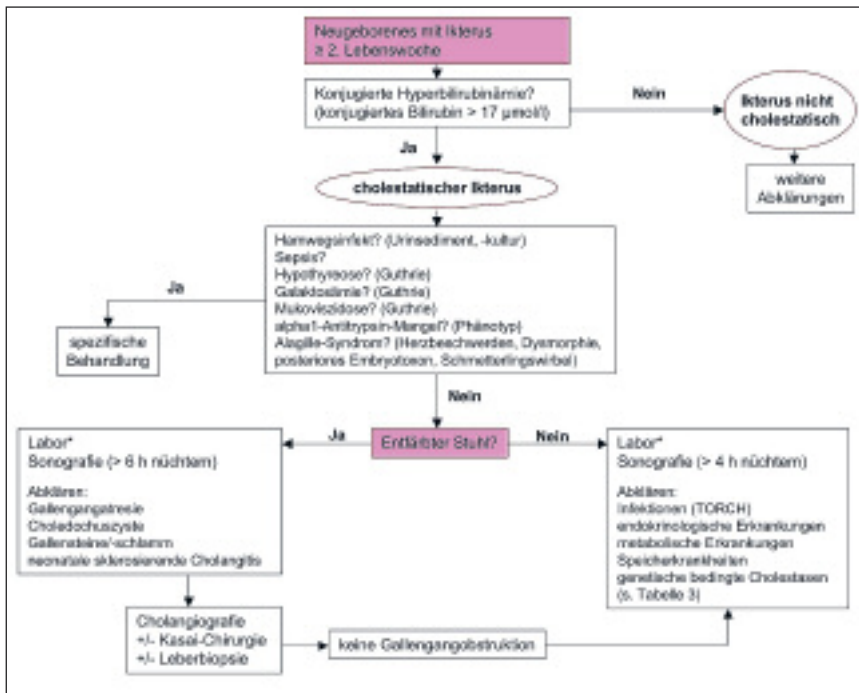 Neugeborenes mit Ikterus
≥ 2. Lebenswoche
Konjugierte Hyperbilirubinämie?
(konjugiertes Bilirubin > 17 µmol/l)
Nein
Ikterus nicht
cholestatisch
Ja
weitere
Abklärungen
cholestatischer Ikterus
Harnwegsinfekt? (Urinsediment, -kultur)
Sepsis?
Hypothyreose? (Guthrie)
Galaktosämie? (Guthrie)
Mukoviszidose? (Guthrie)
alpha1-Antitrypsin-Mangel? (Phänotyp)
Alagille-Syndrom? (Herzbeschwerden, Dysmorphie,
posteriores Embryotoxon, Schmetterlingswirbel)
Ja
spezifische
Behandlung
Nein
Ja
Entfärbter Stuhl?
Nein
Labor*
Sonografie (> 6 h nüchtern)
Abklären:
Gallengangatresie
Choledochuszyste
Gallensteine/-schlamm
neonatale sklerosierende Cholangitis
Labor*
Sonografie (> 4 h nüchtern)
Abklären:
Infektionen (TORCH)
endokrinologische Erkrankungen
metabolische Erkrankungen
Speicherkrankheiten
genetische bedingte Cholestasen
(s. Tabelle 3)
Cholangiografie
+/- Kasai-Chirurgie
+/- Leberbiopsie
keine Gallengangobstruktion